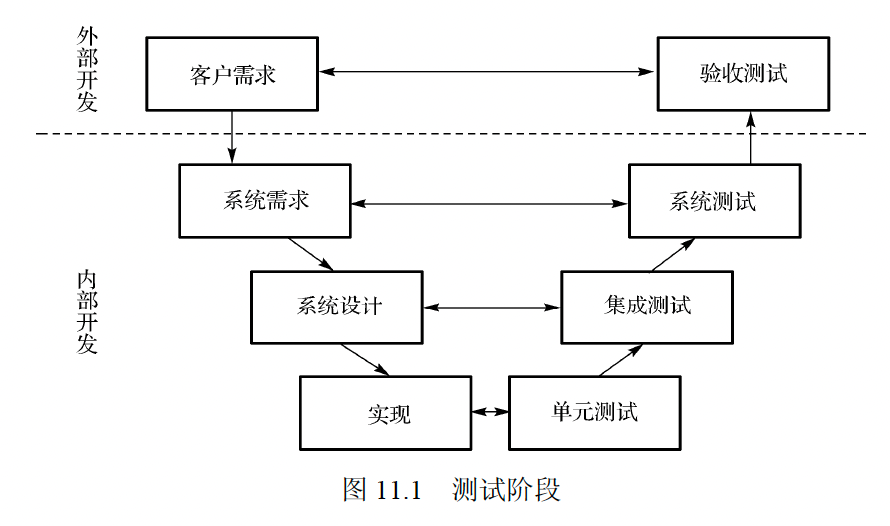 外部开发
客户需求
验收测试
系统需求
系统测试
内部开发
系统设计
集成测试
实现
单元测试
图 11.1 测试阶段